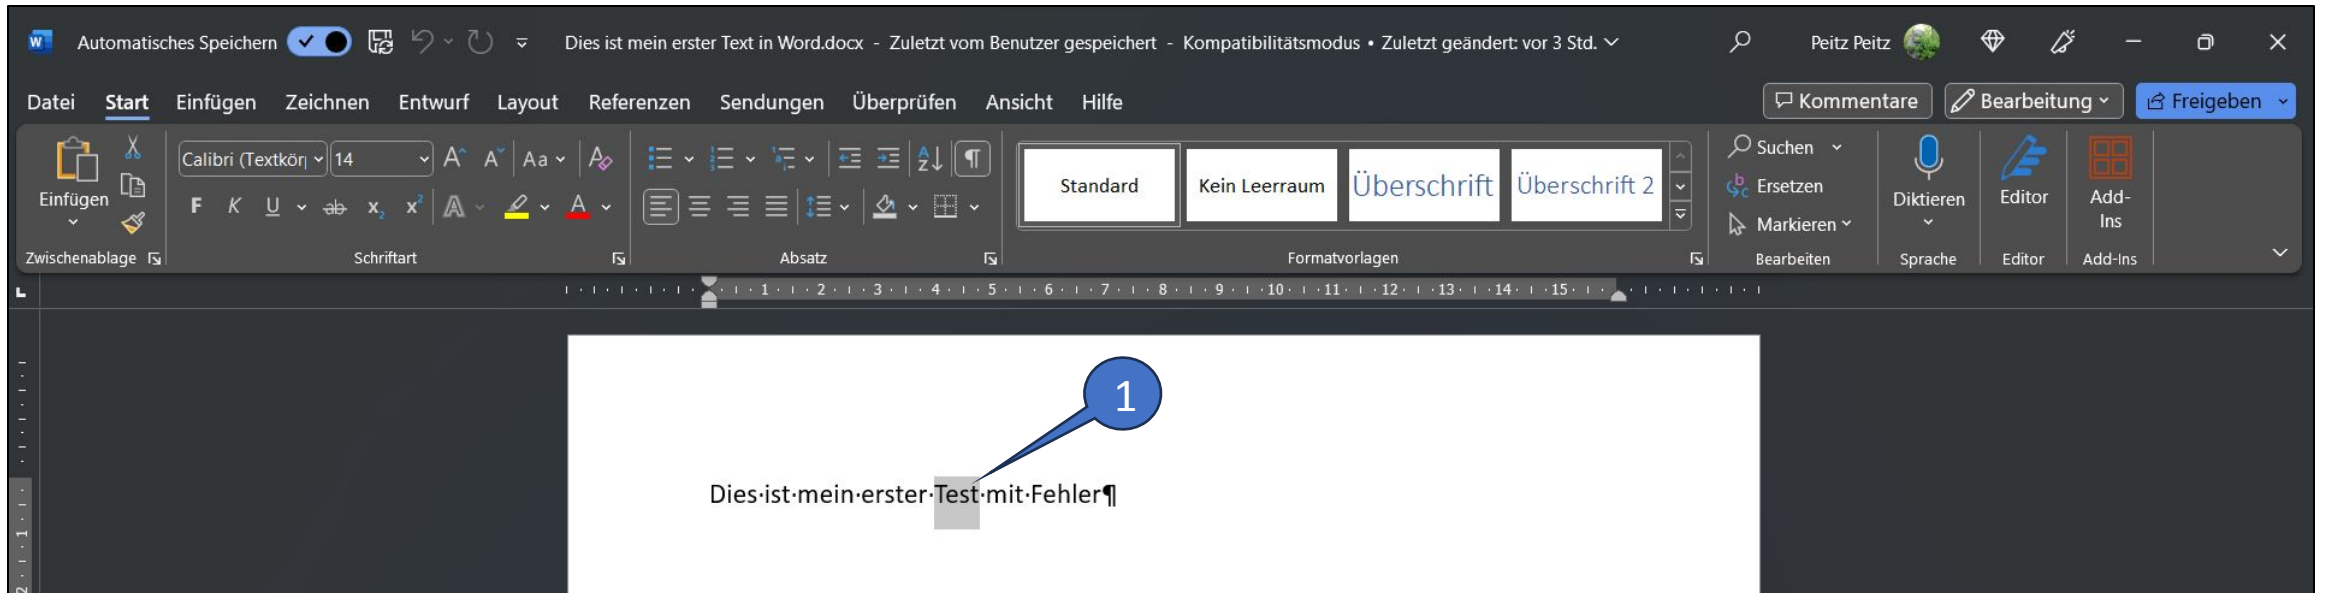 W Automatisches Speichern Dies ist mein erster Text in Word.docx - Zuletzt vom Benutzer gespeichert - Kompatibilitätsmodus • Zuletzt geändert: vor 3 Std. Peitz Peitz
Datei Start Einfügen Zeichnen Entwurf Layout Referenzen Sendungen Überprüfen Ansicht Hilfe Kommentare Bearbeitung Freigeben
Calibri (Textkör 14 A A Aa A ¶
Standard Kein Leerraum Überschrift Überschrift 2
Suchen
Ersetzen
Markieren
Einfügen
F K U ab x₂ x² A A
Diktieren Editor Add-
Ins
Zwischenablage Schriftart Absatz Formatvorlagen Bearbeiten Sprache Editor Add-Ins
1 2 3 4 5 6 7 8 9 10 11 12 13 14 15
1
Dies·ist·mein·erster·Test·mit·Fehler¶
1
2